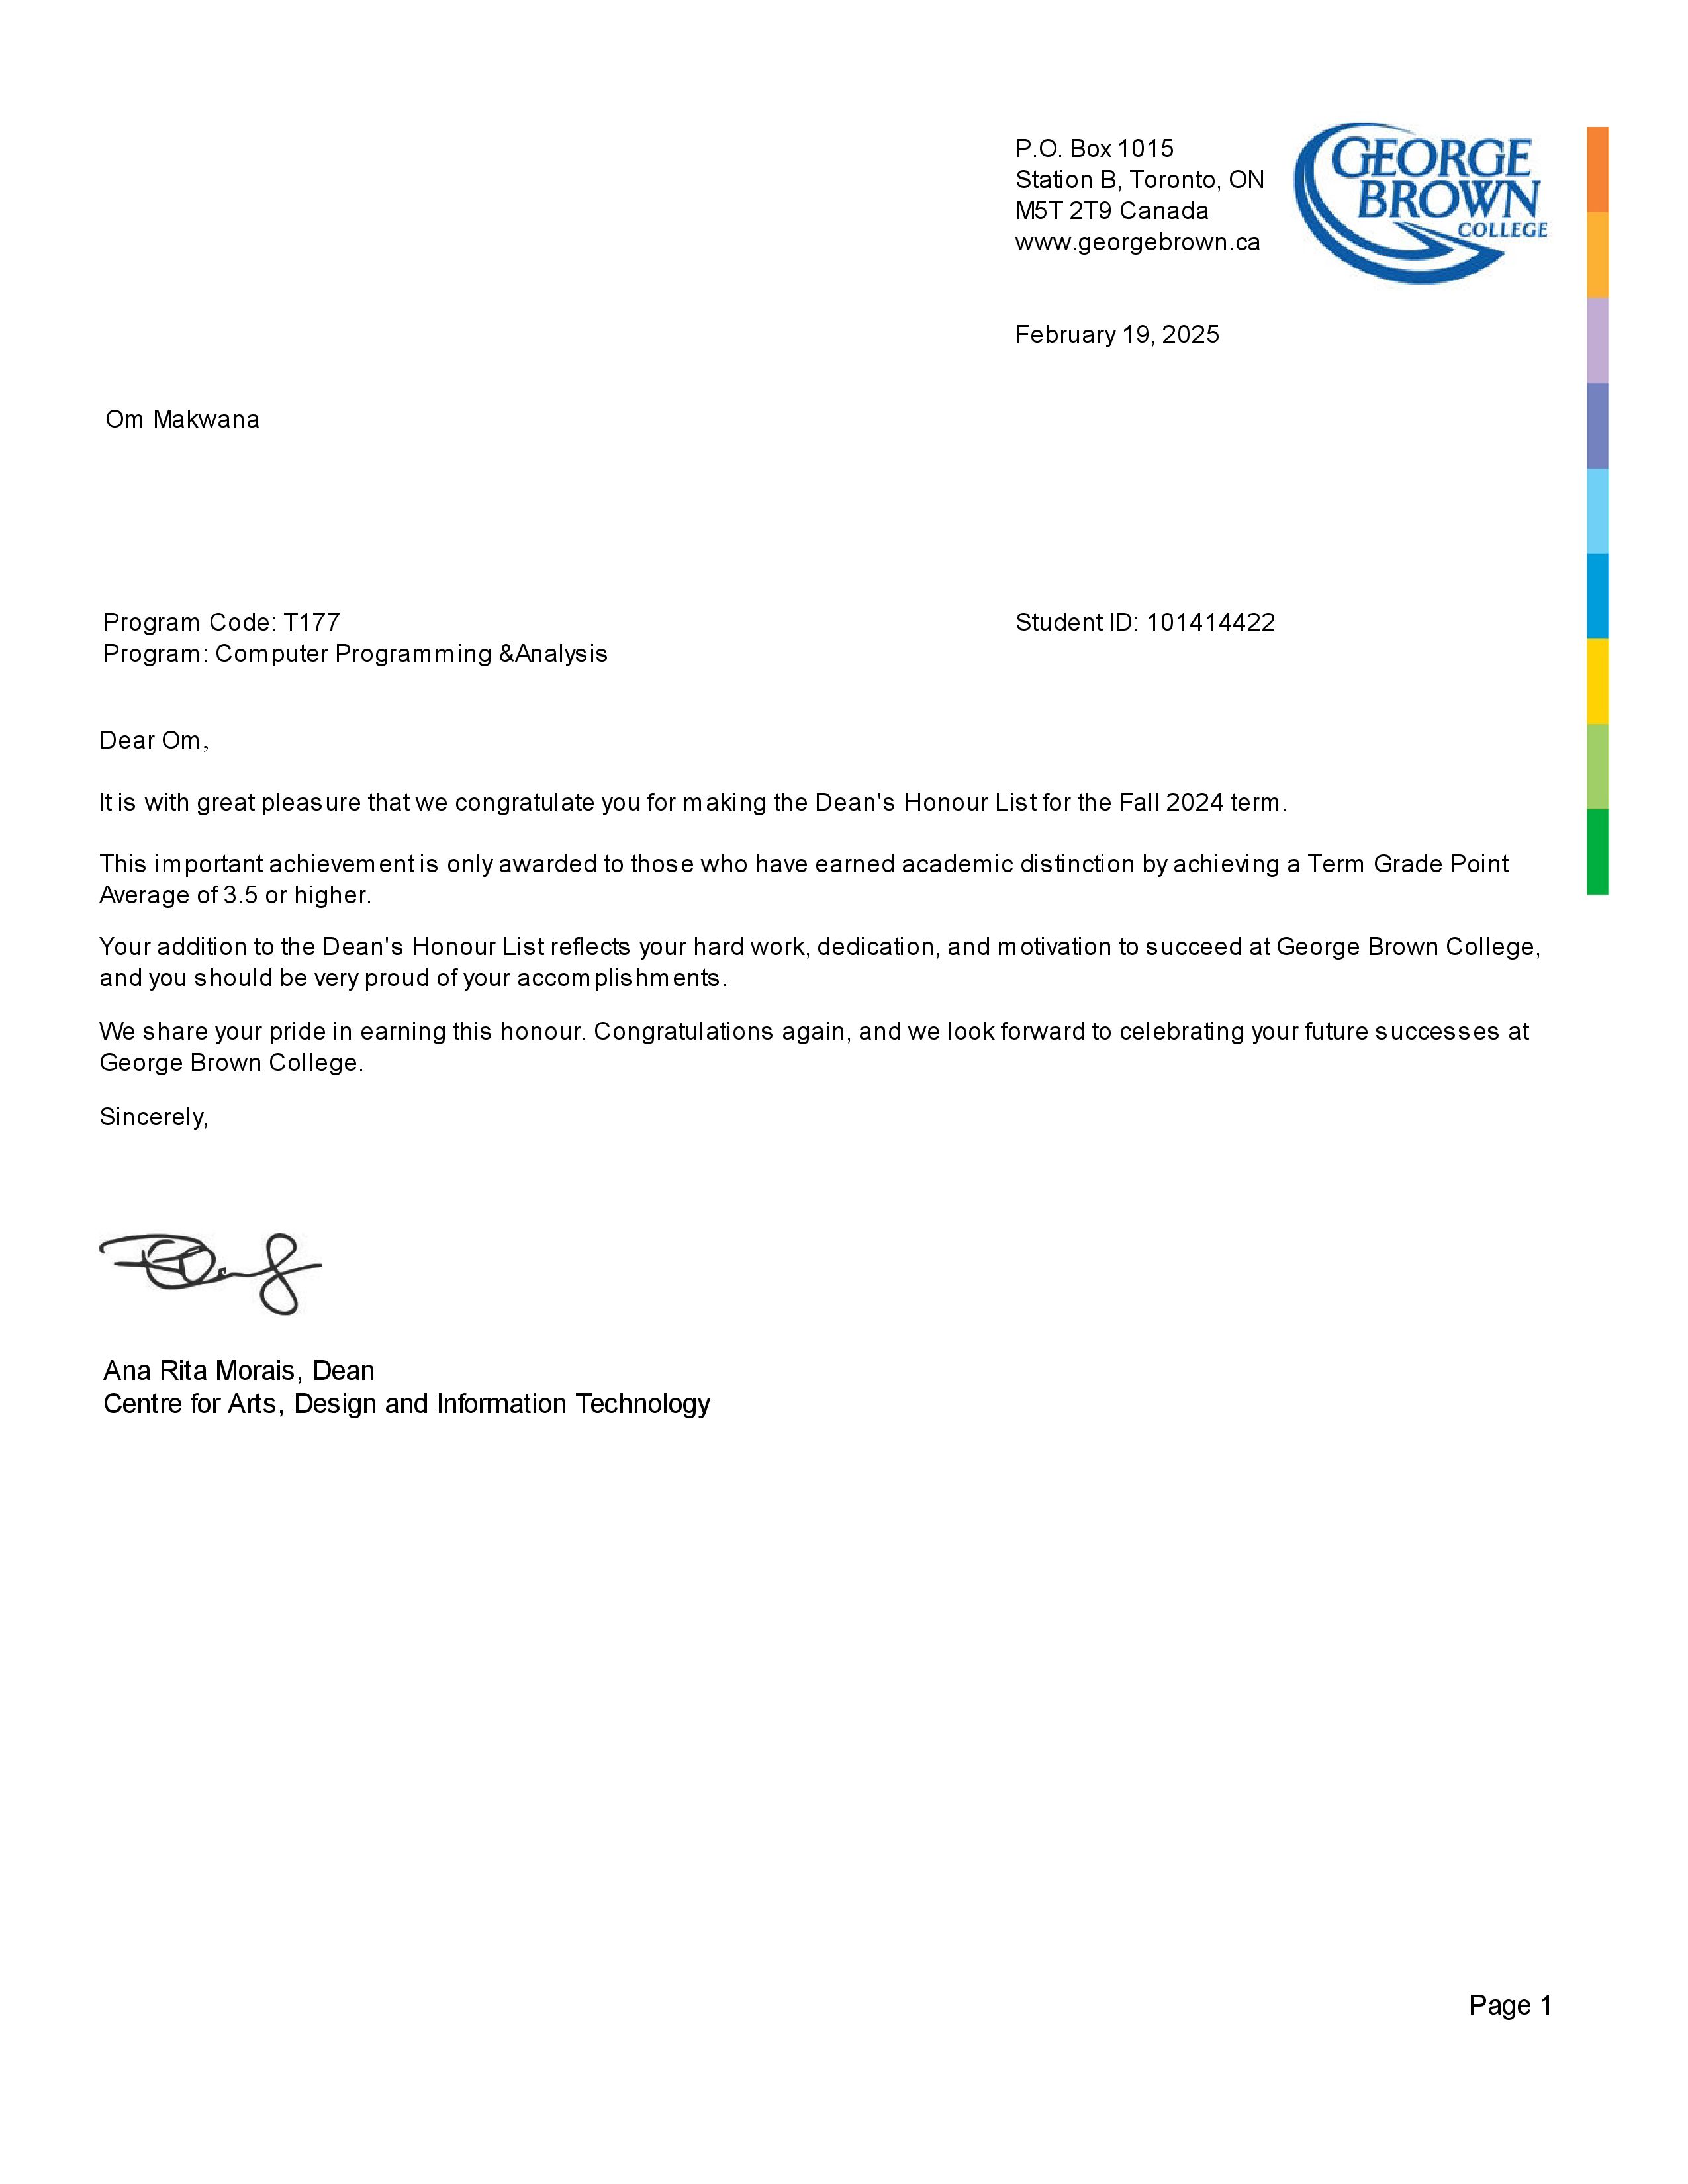 P.O. Box 1015
Station B, Toronto, ON
M5T 2T9 Canada
www.georgebrown.ca
GEORGE
BROWN
COLLEGE
February 19, 2025
Om Makwana
Program Code: T177
Student ID: 101414422
Program: Computer Programming &Analysis
Dear Om,
It is with great pleasure that we congratulate you for making the Dean's Honour List for the Fall 2024 term.
This important achievement is only awarded to those who have earned academic distinction by achieving a Term Grade Point
Average of 3.5 or higher.
Your addition to the Dean's Honour List reflects your hard work, dedication, and motivation to succeed at George Brown College,
and you should be very proud of your accomplishments.
We share your pride in earning this honour. Congratulations again, and we look forward to celebrating your future successes at
George Brown College.
Sincerely,
Ana Rita Morais, Dean
Centre for Arts, Design and Information Technology
Page 1